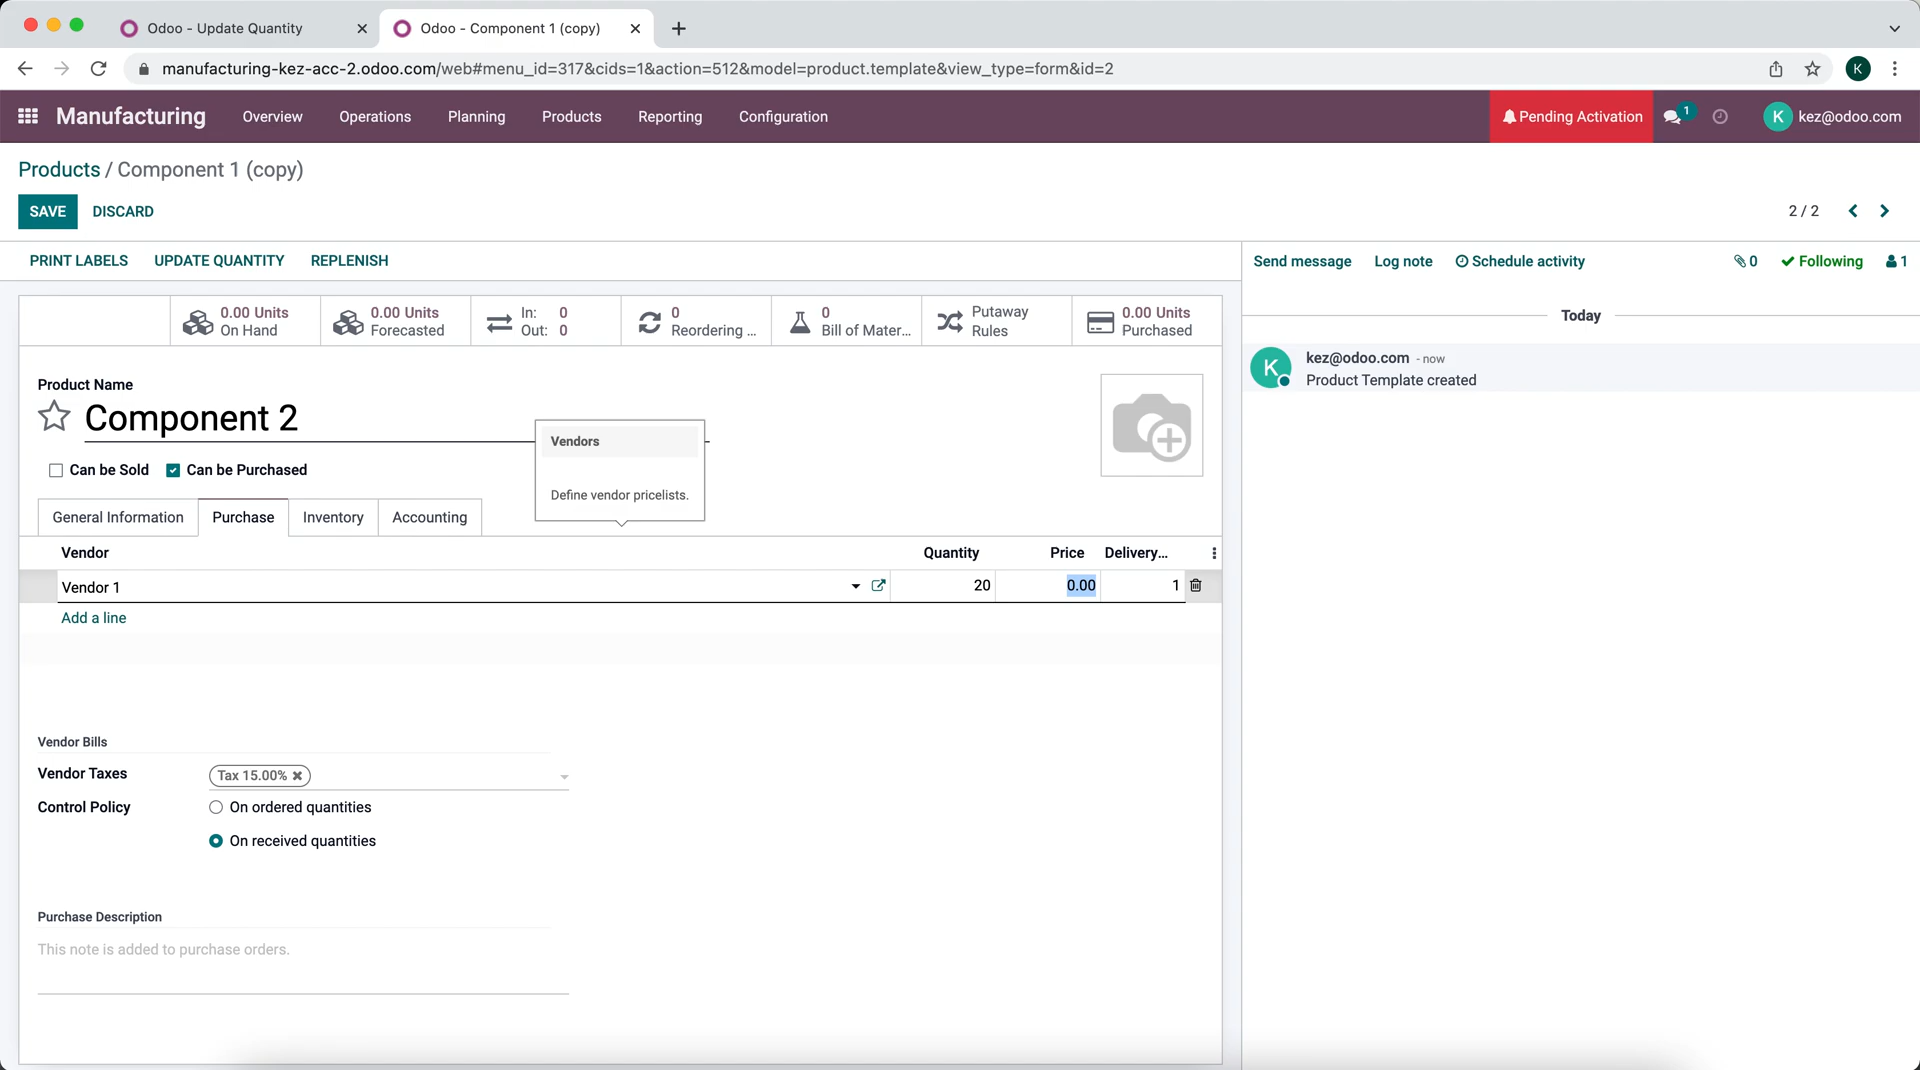 Odoo - Update Quantity
Odoo - Component 1 (copy)
manufacturing-kez-acc-2.odoo.com/web#menu_id=317&cids=1&action=512&model=product.template&view_type=form&id=2
K
Manufacturing
Overview
Operations
Planning
Products
Reporting
Configuration
Pending Activation
1
K
kez@odoo.com
Products / Component 1 (copy)
SAVE
DISCARD
2 / 2
PRINT LABELS
UPDATE QUANTITY
REPLENISH
Send message
Log note
Schedule activity
0
Following
1
0.00 Units
On Hand
0.00 Units
Forecasted
In: 0
Out: 0
0
Reordering ...
0
Bill of Mater...
Putaway
Rules
0.00 Units
Purchased
Today
K
kez@odoo.com - now
Product Template created
Product Name
Component 2
Can be Sold
Can be Purchased
Vendors
Define vendor pricelists.
General Information
Purchase
Inventory
Accounting
Vendor
Quantity
Price
Delivery...
Vendor 1
20
0.00
1
Add a line
Vendor Bills
Vendor Taxes
Tax 15.00%
Control Policy
On ordered quantities
On received quantities
Purchase Description
This note is added to purchase orders.